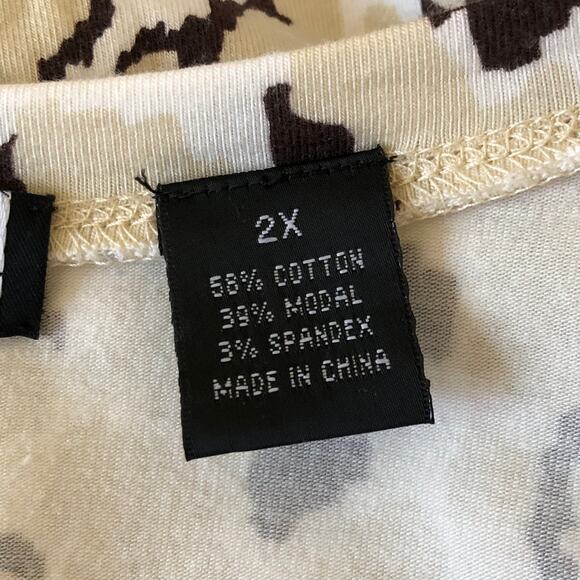 2X
58% COTTON
39% MODAL
3% SPANDEX
MADE IN CHINA